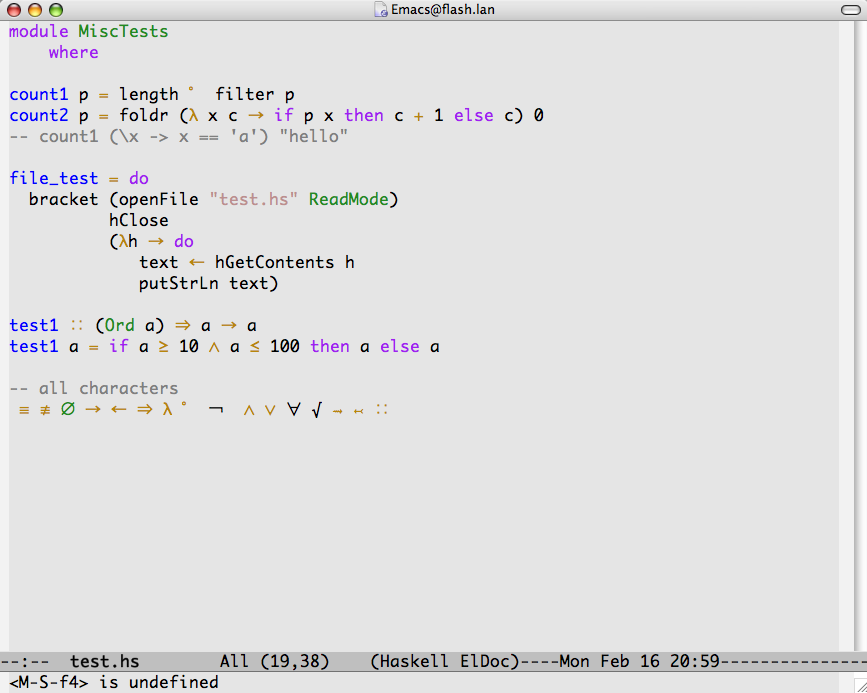 Emacs@flash.lan
module MiscTests
    where
count1 p = length ° filter p
count2 p = foldr (λ x c → if p x then c + 1 else c) 0
-- count1 (\x -> x == 'a') "hello"
file_test = do
  bracket (openFile "test.hs" ReadMode)
          hClose
          (λh → do
             text ← hGetContents h
             putStrLn text)
test1 ∷ (Ord a) ⇒ a → a
test1 a = if a ≥ 10 ∧ a ≤ 100 then a else a
-- all characters
 ≡ ≢ ∅ → ← ⇒ λ ° ¬ ∧ ∨ ∀ √ ⤙ ∷
--:--  test.hs        All (19,38)    (Haskell ElDoc)----Mon Feb 16 20:59---------------
<M-S-f4> is undefined